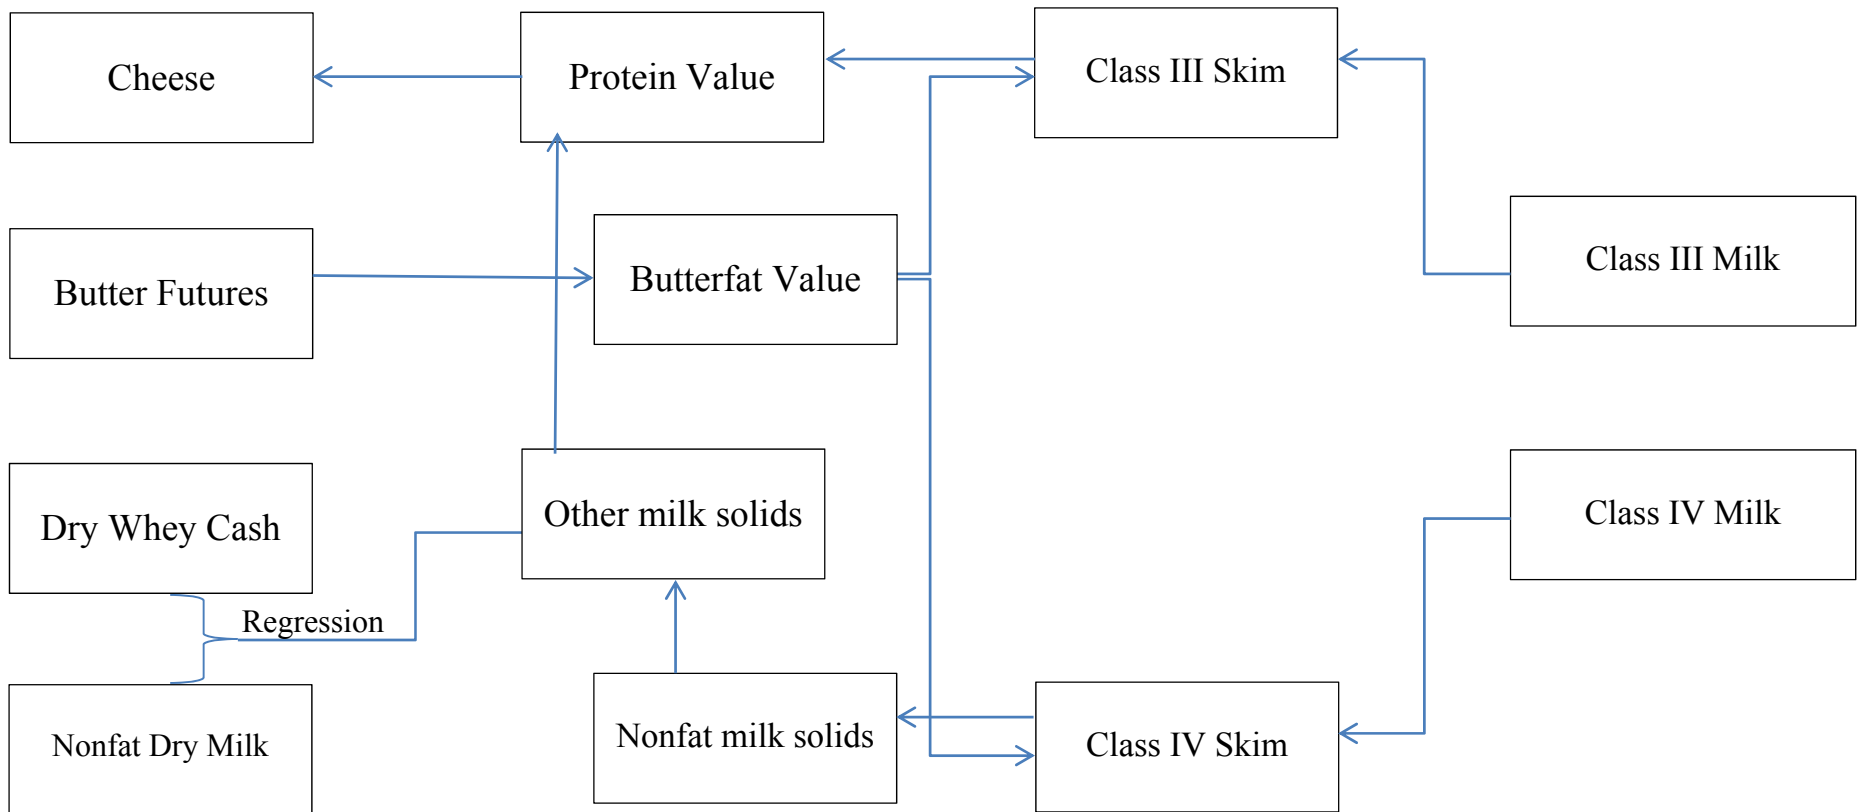 Cheese
Protein Value
Class III Skim
Butter Futures
Butterfat Value
Class III Milk
Dry Whey Cash
Other milk solids
Class IV Milk
Regression
Nonfat Dry Milk
Nonfat milk solids
Class IV Skim